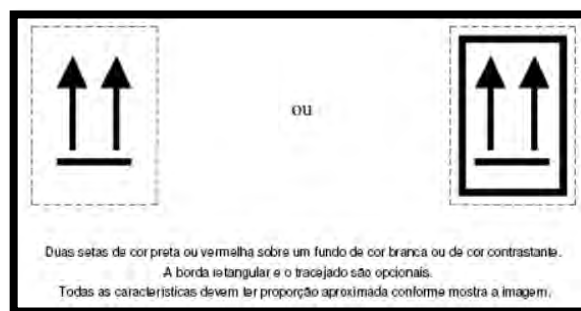 ou
Duas setas de cor preta ou vermelha sobre um fundo de cor branca ou de cor contrastante.
A borda retangular e o tracejado são opcionais.
Todas as características devem ter proporção aproximada conforme mostra a imagem.